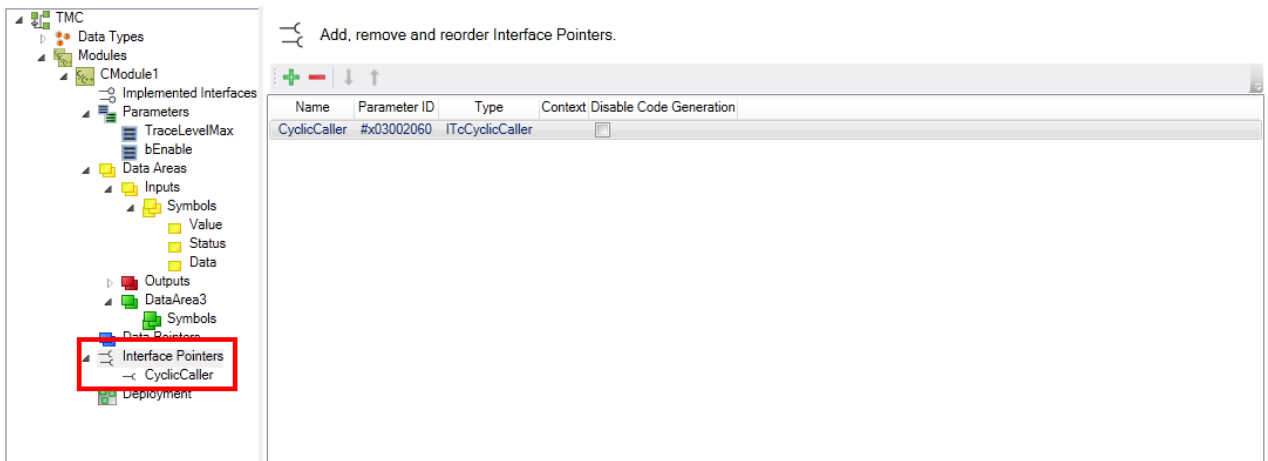 TMC
Data Types
Modules
CModule1
Implemented Interfaces
Parameters
TraceLevelMax
bEnable
Data Areas
Inputs
Symbols
Value
Status
Data
Outputs
DataArea3
Symbols
Data Pointers
Interface Pointers
CyclicCaller
Deployment
Add, remove and reorder Interface Pointers.
Name Parameter ID Type Context Disable Code Generation
CyclicCaller #x03002060 ITcCyclicCaller